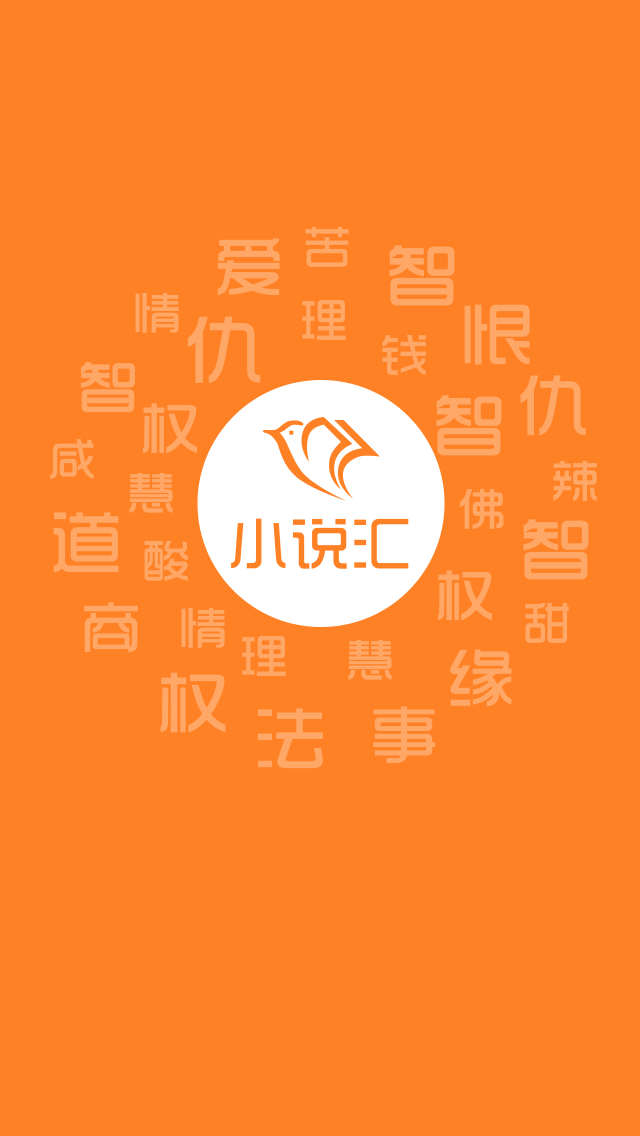 苦
爱
智
情
理
恨
仇
钱
智
仇
权
智
咸
辣
慧
佛
小说汇
道
智
酸
权
甜
商
情
理
慧
缘
权
法
事